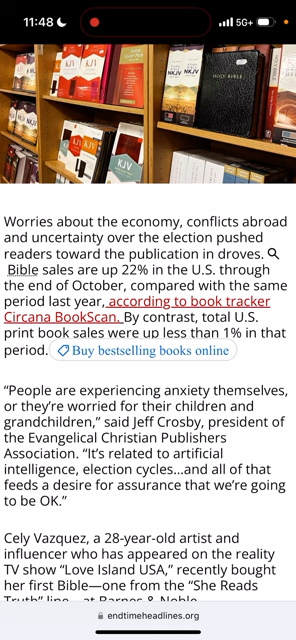 11:48
5G+
NKJV
NKJV
HOLY BIBLE
KJV
KJV
Worries about the economy, conflicts abroad
and uncertainty over the election pushed
readers toward the publication in droves.
Bible sales are up 22% in the U.S. through
the end of October, compared with the same
period last year, according to book tracker
Circana BookScan. By contrast, total U.S.
print book sales were up less than 1% in that
period. Buy bestselling books online
“People are experiencing anxiety themselves,
or they’re worried for their children and
grandchildren,” said Jeff Crosby, president of
the Evangelical Christian Publishers
Association. “It’s related to artificial
intelligence, election cycles…and all of that
feeds a desire for assurance that we’re going
to be OK.”
Cely Vazquez, a 28-year-old artist and
influencer who has appeared on the reality
TV show “Love Island USA,” recently bought
her first Bible—one from the “She Reads
Truth” line—at Barnes & Noble
endtimeheadlines.org